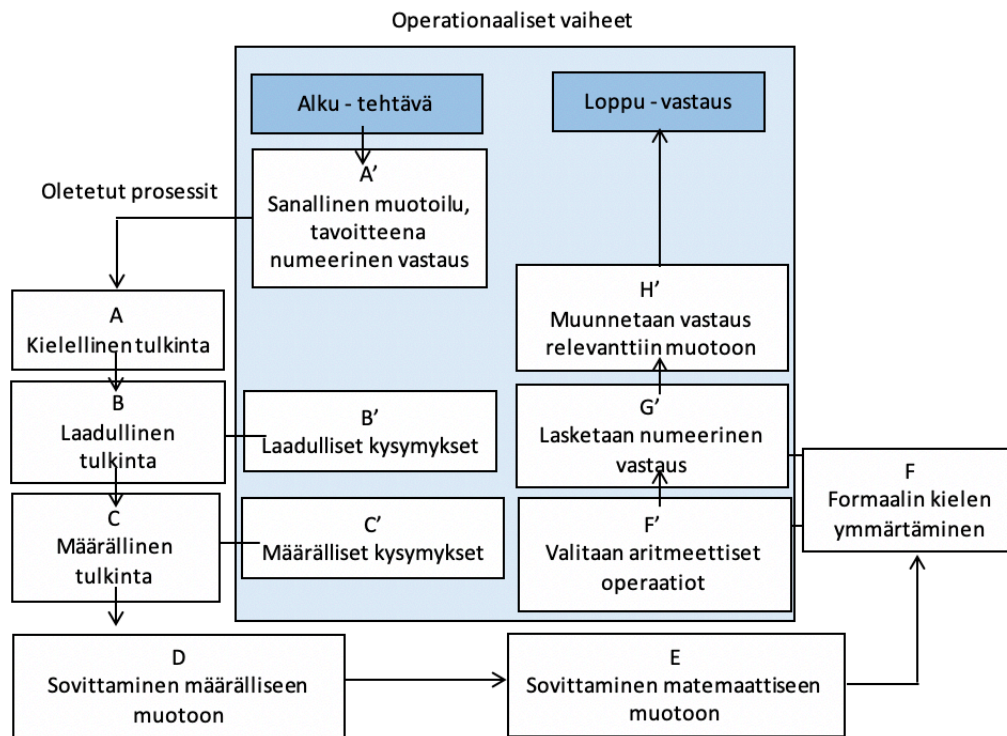 Operationaaliset vaiheet
Alku - tehtävä
Loppu - vastaus
A’
Sanallinen muotoilu,
tavoitteena
numeerinen vastaus
Oletetut prosessit
A
Kielellinen tulkinta
H’
Muunnetaan vastaus
relevanttiin muotoon
B
Laadullinen
tulkinta
B’
Laadulliset kysymykset
G’
Lasketaan numeerinen
vastaus
F
Formaalin kielen
ymmärtäminen
C
Määrällinen
tulkinta
C’
Määrälliset kysymykset
F’
Valitaan aritmeettiset
operaatiot
D
Sovittaminen määrälliseen
muotoon
E
Sovittaminen matemaattiseen
muotoon